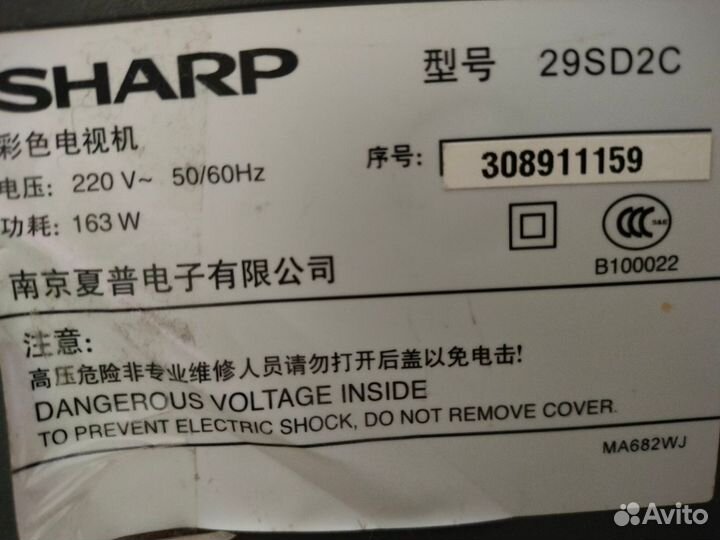 SHARP 型号 29SD2C
彩色电视机
电压: 220 V~ 50/60Hz 序号: 308911159
功耗: 163 W
CCC S&E
B100022
南京夏普电子有限公司
注意:
高压危险非专业维修人员请勿打开后盖以免电击!
DANGEROUS VOLTAGE INSIDE
TO PREVENT ELECTRIC SHOCK, DO NOT REMOVE COVER.
MA682WJ
Avito